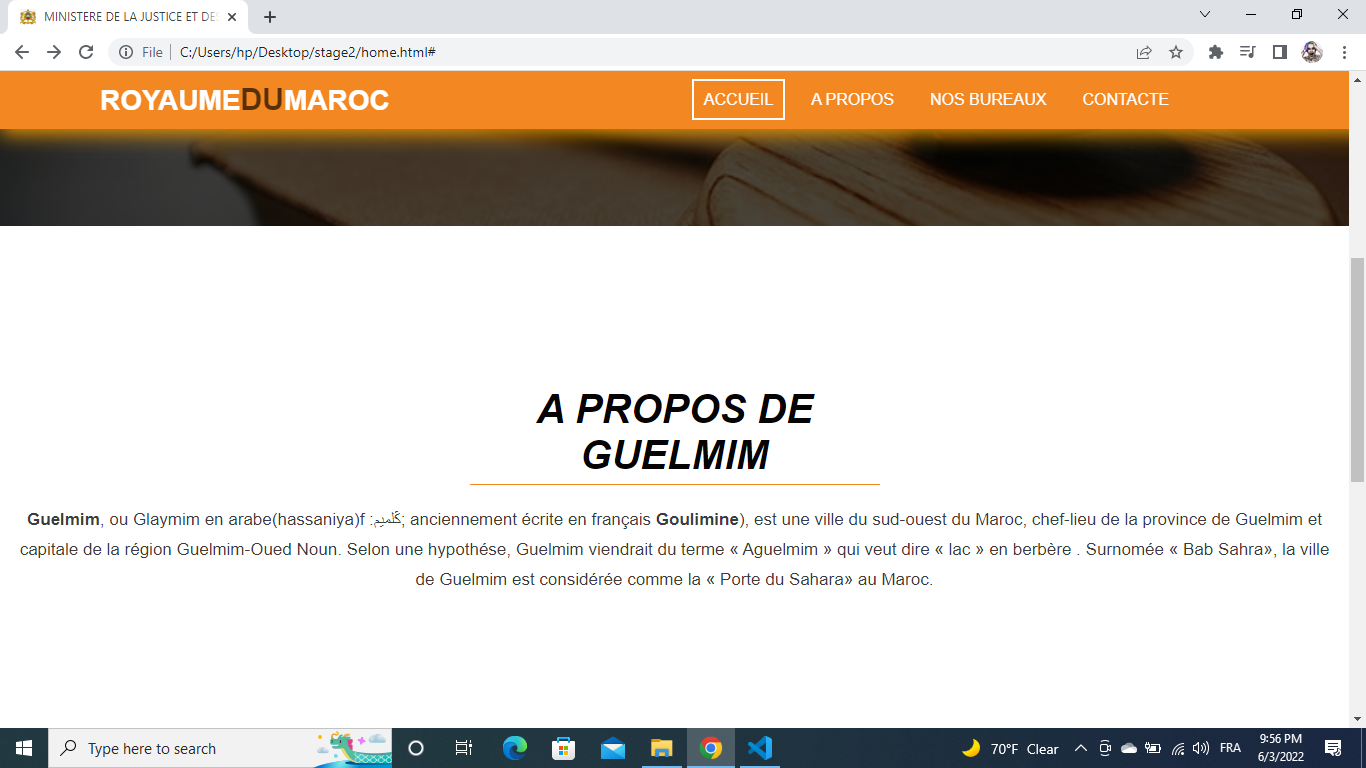 MINISTERE DE LA JUSTICE ET DES
File C:/Users/hp/Desktop/stage2/home.html#
ROYAUMEDUMAROC ACCUEIL A PROPOS NOS BUREAUX CONTACTE
A PROPOS DE
GUELMIM
Guelmim, ou Glaymim en arabe(hassaniya)f :ݣلميم; anciennement écrite en français Goulimine), est une ville du sud-ouest du Maroc, chef-lieu de la province de Guelmim et
capitale de la région Guelmim-Oued Noun. Selon une hypothése, Guelmim viendrait du terme « Aguelmim » qui veut dire « lac » en berbère . Surnomée « Bab Sahra», la ville
de Guelmim est considérée comme la « Porte du Sahara» au Maroc.
Type here to search 70°F Clear FRA 9:56 PM
6/3/2022